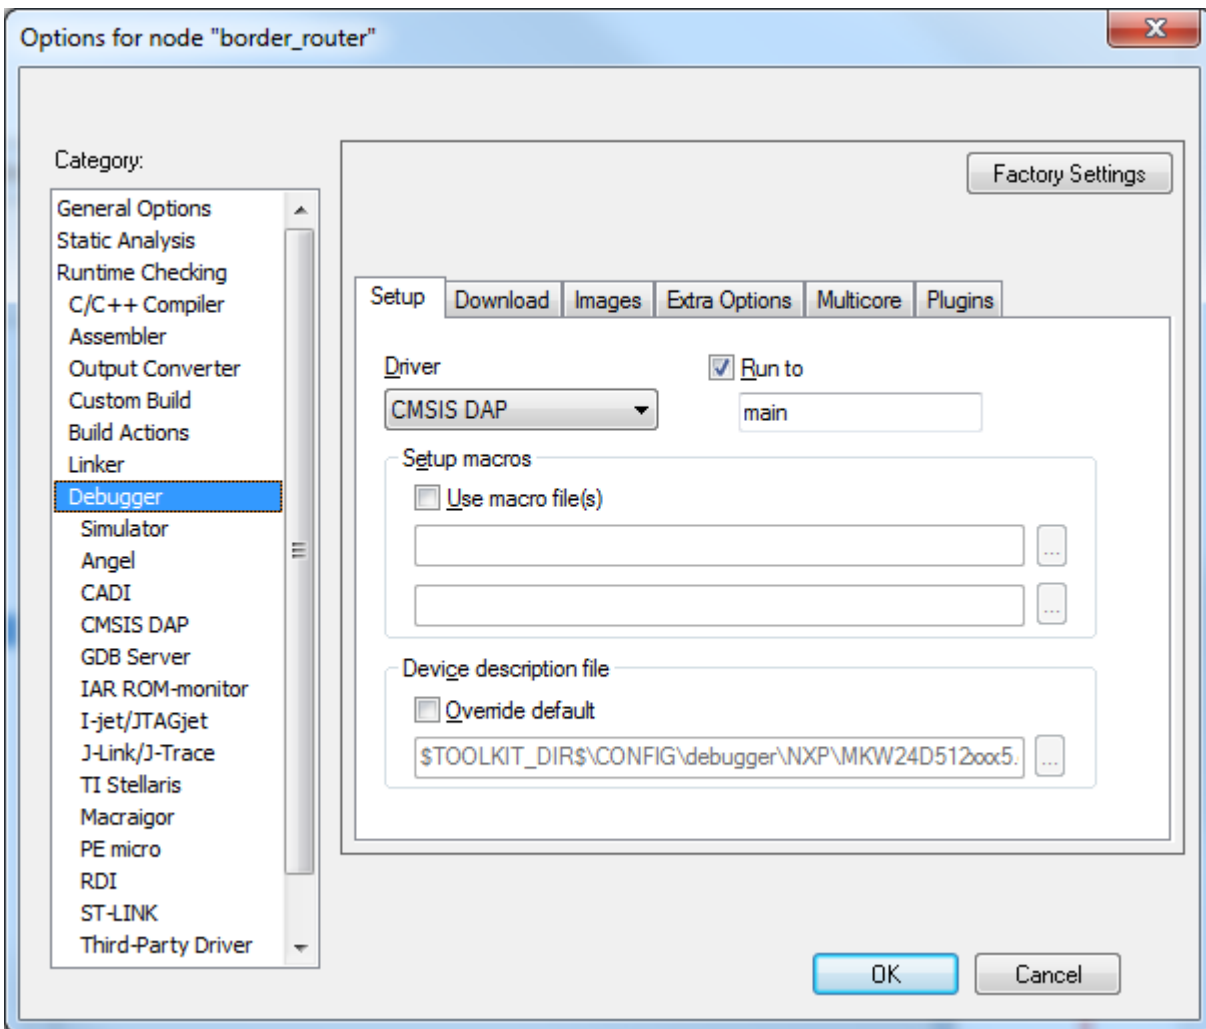 Options for node "border_router"
Category:
General Options
Static Analysis
Runtime Checking
C/C++ Compiler
Assembler
Output Converter
Custom Build
Build Actions
Linker
Debugger
Simulator
Angel
CADI
CMSIS DAP
GDB Server
IAR ROM-monitor
I-jet/JTAGjet
J-Link/J-Trace
TI Stellaris
Macraigor
PE micro
RDI
ST-LINK
Third-Party Driver
Factory Settings
Setup Download Images Extra Options Multicore Plugins
Driver Run to
CMSIS DAP main
Setup macros
Use macro file(s)
...
...
Device description file
Override default
$TOOLKIT_DIR$\CONFIG\debugger\NXP\MKW24D512xxx5. ...
OK Cancel